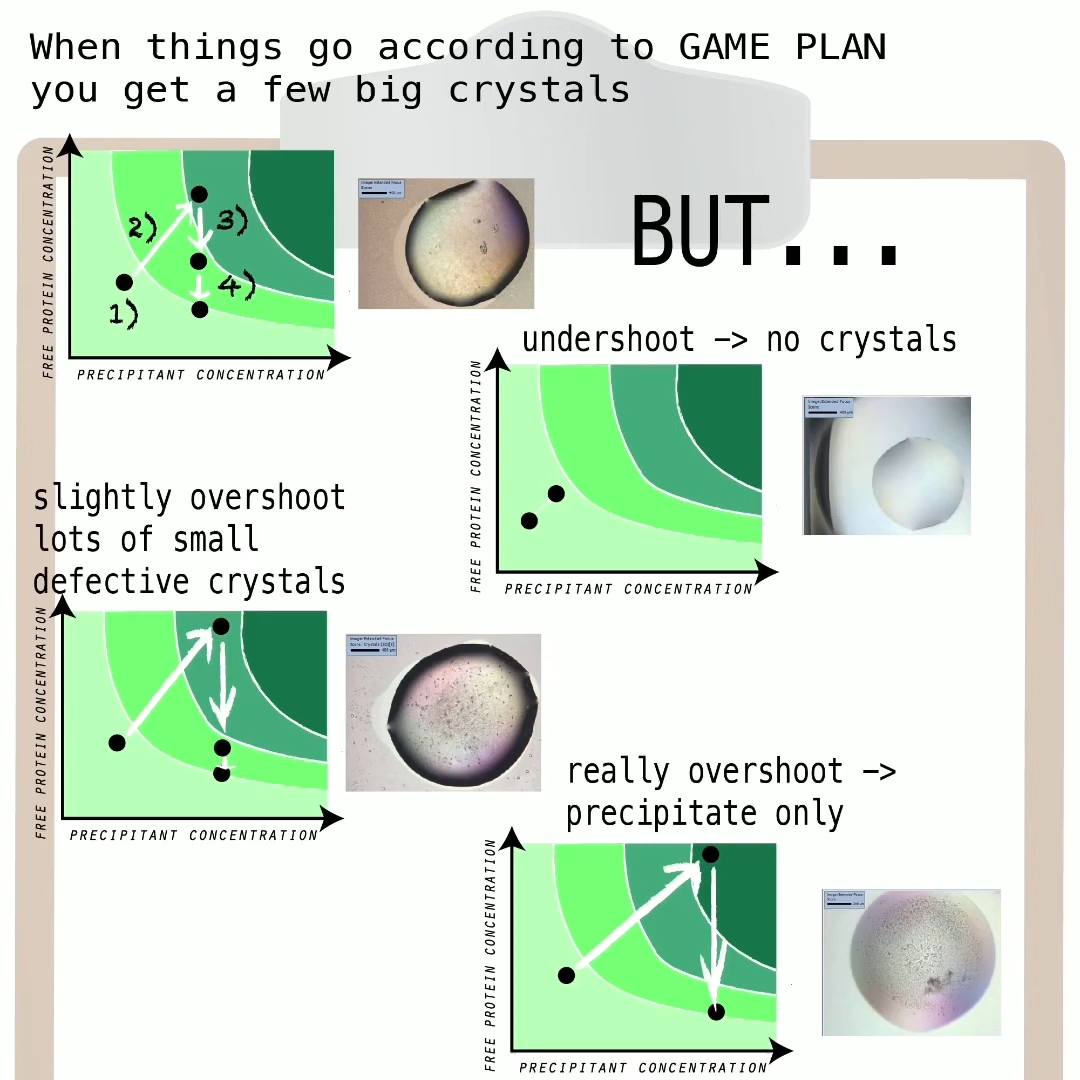 When things go according to GAME PLAN
you get a few big crystals
FREE PROTEIN CONCENTRATION
2)
3)
4)
1)
PRECIPITANT CONCENTRATION
BUT...
undershoot -> no crystals
FREE PROTEIN CONCENTRATION
PRECIPITANT CONCENTRATION
slightly overshoot
lots of small
defective crystals
FREE PROTEIN CONCENTRATION
PRECIPITANT CONCENTRATION
really overshoot ->
precipitate only
FREE PROTEIN CONCENTRATION
PRECIPITANT CONCENTRATION